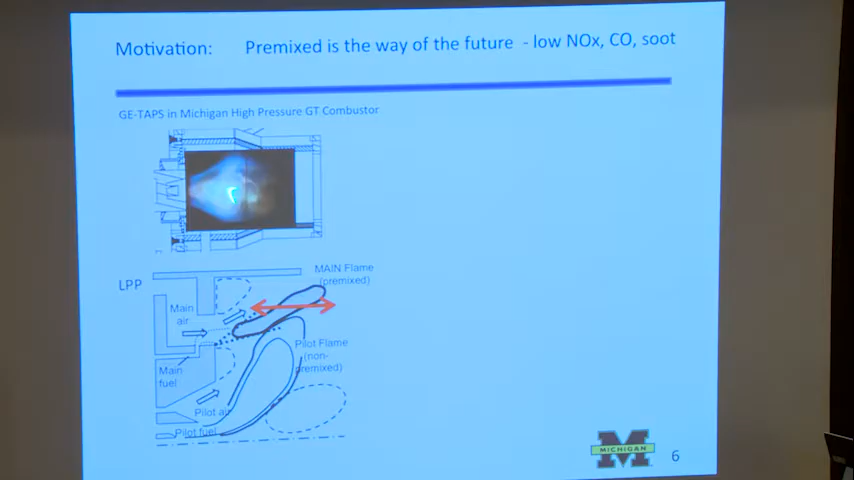 Motivation: Premixed is the way of the future - low NOx, CO, soot
GE-TAPS in Michigan High Pressure GT Combustor
LPP
MAIN Flame
(premixed)
Main
air
Pilot Flame
(non-
premixed)
Main
fuel
Pilot air
Pilot fuel
MICHIGAN
6